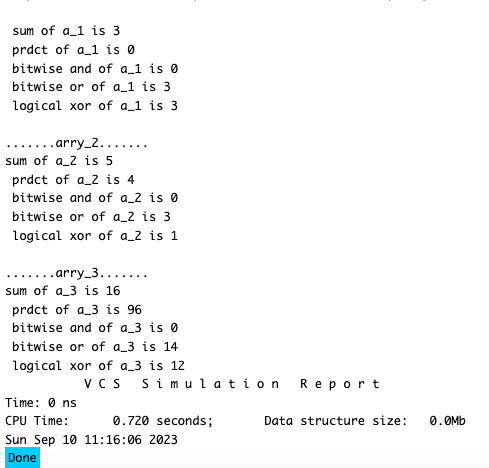 sum of a_1 is 3
prdct of a_1 is 0
bitwise and of a_1 is 0
bitwise or of a_1 is 3
logical xor of a_1 is 3
.......arry_2.......
sum of a_2 is 5
prdct of a_2 is 4
bitwise and of a_2 is 0
bitwise or of a_2 is 3
logical xor of a_2 is 1
.......arry_3.......
sum of a_3 is 16
prdct of a_3 is 96
bitwise and of a_3 is 0
bitwise or of a_3 is 14
logical xor of a_3 is 12
V C S   S i m u l a t i o n   R e p o r t
Time: 0 ns
CPU Time:      0.720 seconds;       Data structure size:   0.0Mb
Sun Sep 10 11:16:06 2023
Done